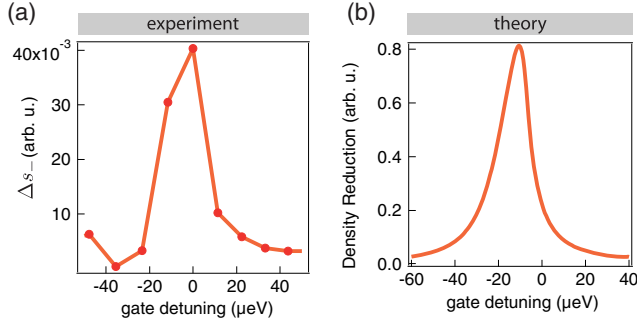 (a)
experiment
40x10⁻³
30
20
10
Δs₋ (arb. u.)
-40 -20 0 20 40
gate detuning (µeV)
(b)
theory
0.8
0.6
0.4
0.2
0.0
Density Reduction (arb. u.)
-60 -40 -20 0 20 40
gate detuning (µeV)